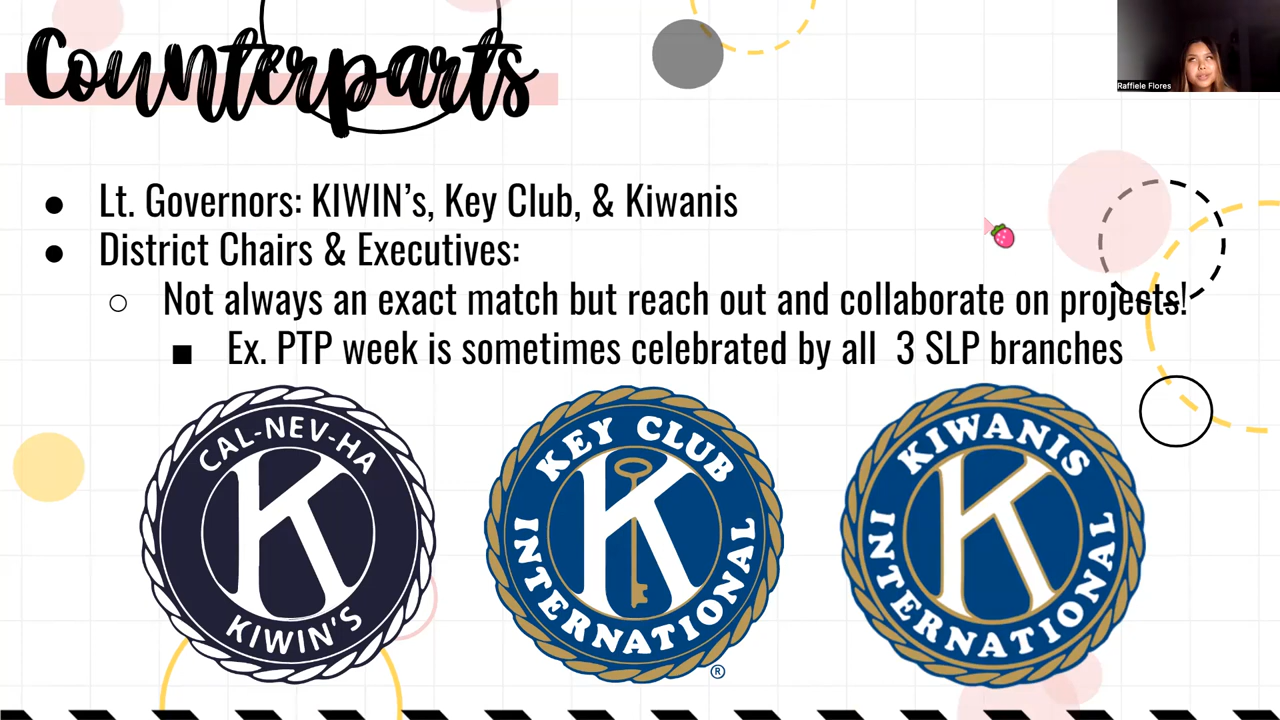 Counterparts
Raffiele Flores
● Lt. Governors: KIWIN’s, Key Club, & Kiwanis
● District Chairs & Executives:
○ Not always an exact match but reach out and collaborate on projects!
■ Ex. PTP week is sometimes celebrated by all 3 SLP branches
CAL-NEV-HA
K
KIWIN'S
KEY CLUB
K
INTERNATIONAL
®
KIWANIS
K
INTERNATIONAL